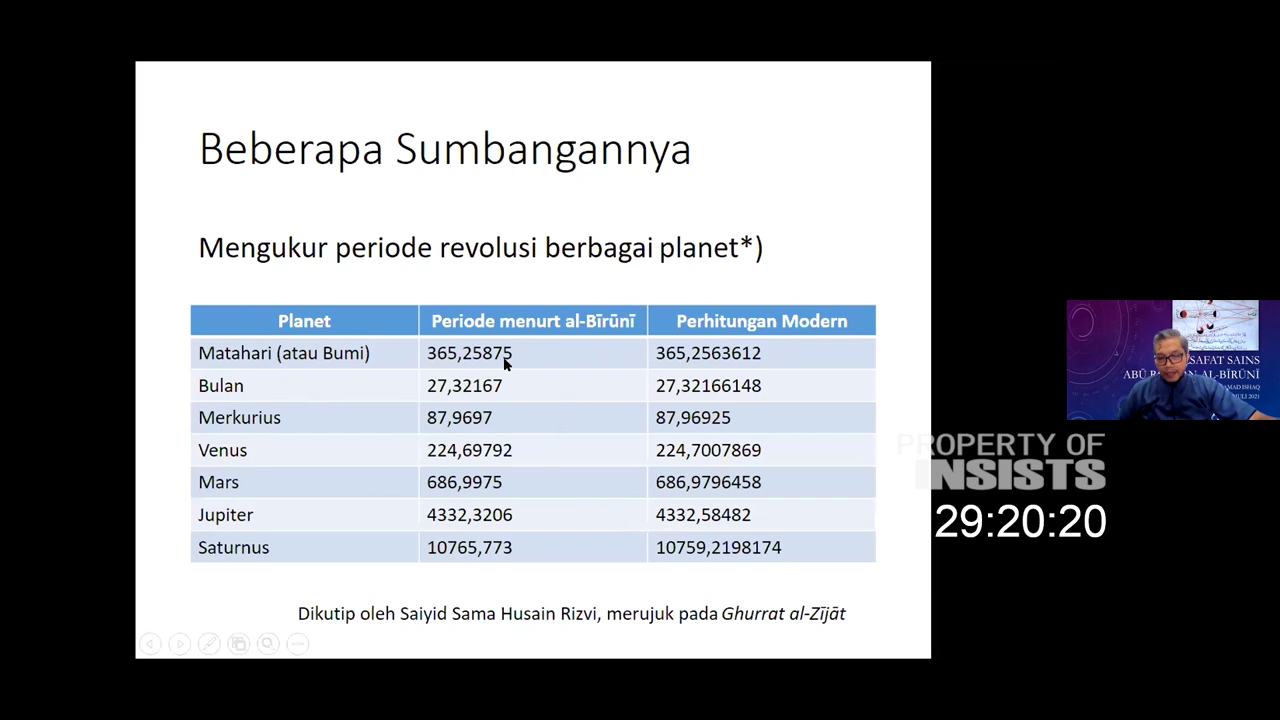 Beberapa Sumbangannya
Mengukur periode revolusi berbagai planet*)
Planet Periode menurt al-Bīrūnī Perhitungan Modern
Matahari (atau Bumi) 365,25875 365,2563612
Bulan 27,32167 27,32166148
Merkurius 87,9697 87,96925
Venus 224,69792 224,7007869
Mars 686,9975 686,9796458
Jupiter 4332,3206 4332,58482
Saturnus 10765,773 10759,2198174
Dikutip oleh Saiyid Sama Husain Rizvi, merujuk pada Ghurrat al-Zījāt
SAFAT SAINS
ABŪ AL-BĪRŪNĪ
AMAD ISHAQ
PROPERTY OF
INSISTS
29:20:20